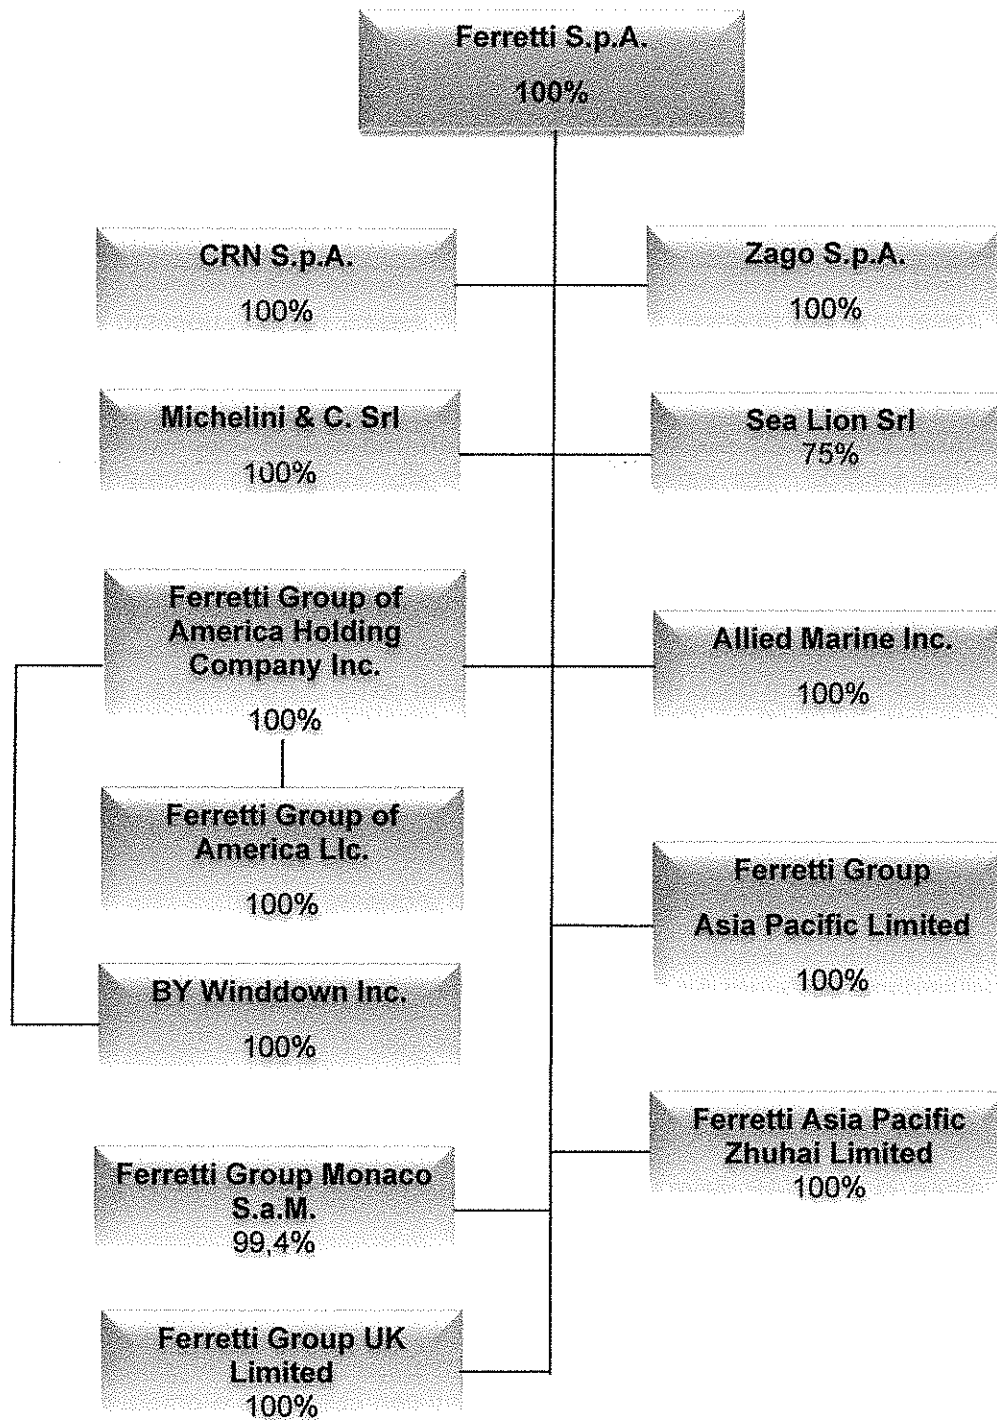 Ferretti S.p.A.
100%
CRN S.p.A.
100%
Zago S.p.A.
100%
Michelini & C. Srl
100%
Sea Lion Srl
75%
Ferretti Group of
America Holding
Company Inc.
100%
Allied Marine Inc.
100%
Ferretti Group of
America Llc.
100%
Ferretti Group
Asia Pacific Limited
100%
BY Winddown Inc.
100%
Ferretti Asia Pacific
Zhuhai Limited
100%
Ferretti Group Monaco
S.a.M.
99,4%
Ferretti Group UK
Limited
100%